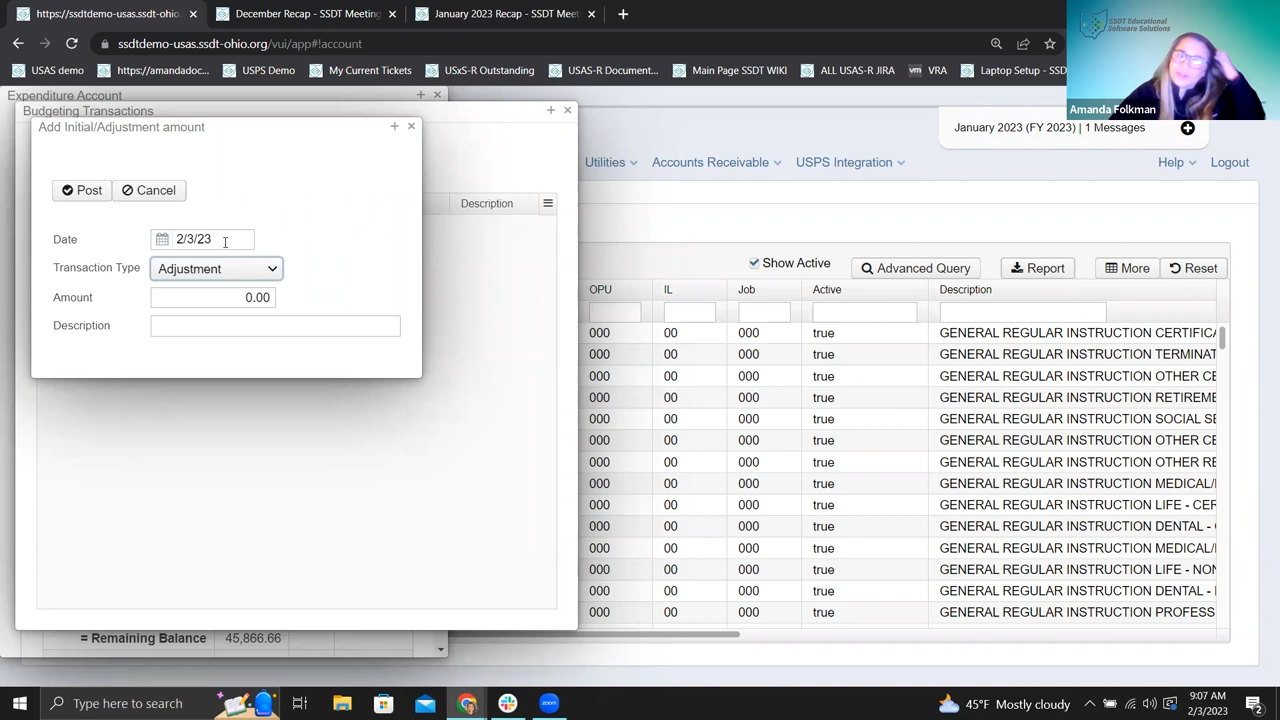 https://ssdtdemo-usas.ssdt-ohio
December Recap - SSDT Meeting
January 2023 Recap - SSDT Meet
ssdtdemo-usas.ssdt-ohio.org/vui/app#!account
USAS demo
https://amandadoc...
USPS Demo
My Current Tickets
USxS-R Outstanding
USAS-R Document...
Main Page SSDT WIKI
ALL USAS-R JIRA
vm VRA
Laptop Setup - SSD
SSDT Educational
Software Solutions
Amanda Folkman
Expenditure Account
Budgeting Transactions
Add Initial/Adjustment amount
January 2023 (FY 2023) | 1 Messages
Utilities
Accounts Receivable
USPS Integration
Help
Logout
Post
Cancel
Date
2/3/23
Transaction Type
Adjustment
Amount
0.00
Description
Description
Show Active
Advanced Query
Report
More
Reset
OPU IL Job Active Description
000 00 000 true GENERAL REGULAR INSTRUCTION CERTIFICA
000 00 000 true GENERAL REGULAR INSTRUCTION TERMINAT
000 00 000 true GENERAL REGULAR INSTRUCTION OTHER CE
000 00 000 true GENERAL REGULAR INSTRUCTION RETIREME
000 00 000 true GENERAL REGULAR INSTRUCTION SOCIAL SE
000 00 000 true GENERAL REGULAR INSTRUCTION OTHER CE
000 00 000 true GENERAL REGULAR INSTRUCTION OTHER RE
000 00 000 true GENERAL REGULAR INSTRUCTION MEDICAL/
000 00 000 true GENERAL REGULAR INSTRUCTION LIFE - CER
000 00 000 true GENERAL REGULAR INSTRUCTION DENTAL - 
000 00 000 true GENERAL REGULAR INSTRUCTION MEDICAL/
000 00 000 true GENERAL REGULAR INSTRUCTION LIFE - NON
000 00 000 true GENERAL REGULAR INSTRUCTION DENTAL - 
000 00 000 true GENERAL REGULAR INSTRUCTION PROFESS
= Remaining Balance 45,866.66
Type here to search
45°F Mostly cloudy
9:07 AM
2/3/2023
2